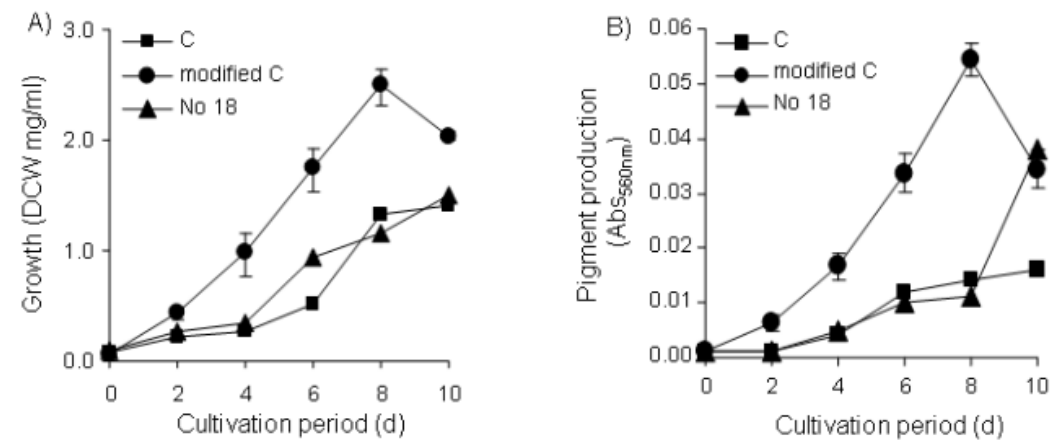 A)
Growth (DCW mg/ml)
3.0
2.0
1.0
0.0
C
modified C
No 18
0 2 4 6 8 10
Cultivation period (d)
B)
Pigment production
(Abs560nm)
0.06
0.05
0.04
0.03
0.02
0.01
0.00
C
modified C
No 18
0 2 4 6 8 10
Cultivation period (d)